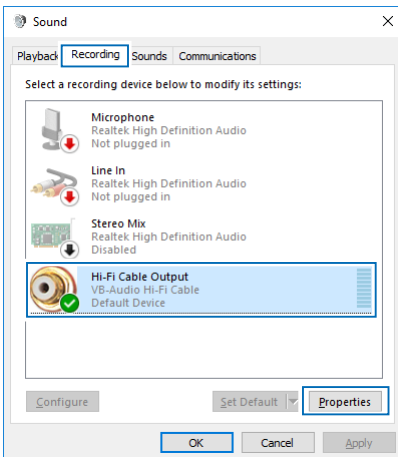 Sound
Playback Recording Sounds Communications
Select a recording device below to modify its settings:
Microphone
Realtek High Definition Audio
Not plugged in
Line In
Realtek High Definition Audio
Not plugged in
Stereo Mix
Realtek High Definition Audio
Disabled
Hi-Fi Cable Output
VB-Audio Hi-Fi Cable
Default Device
Configure Set Default Properties
OK Cancel Apply